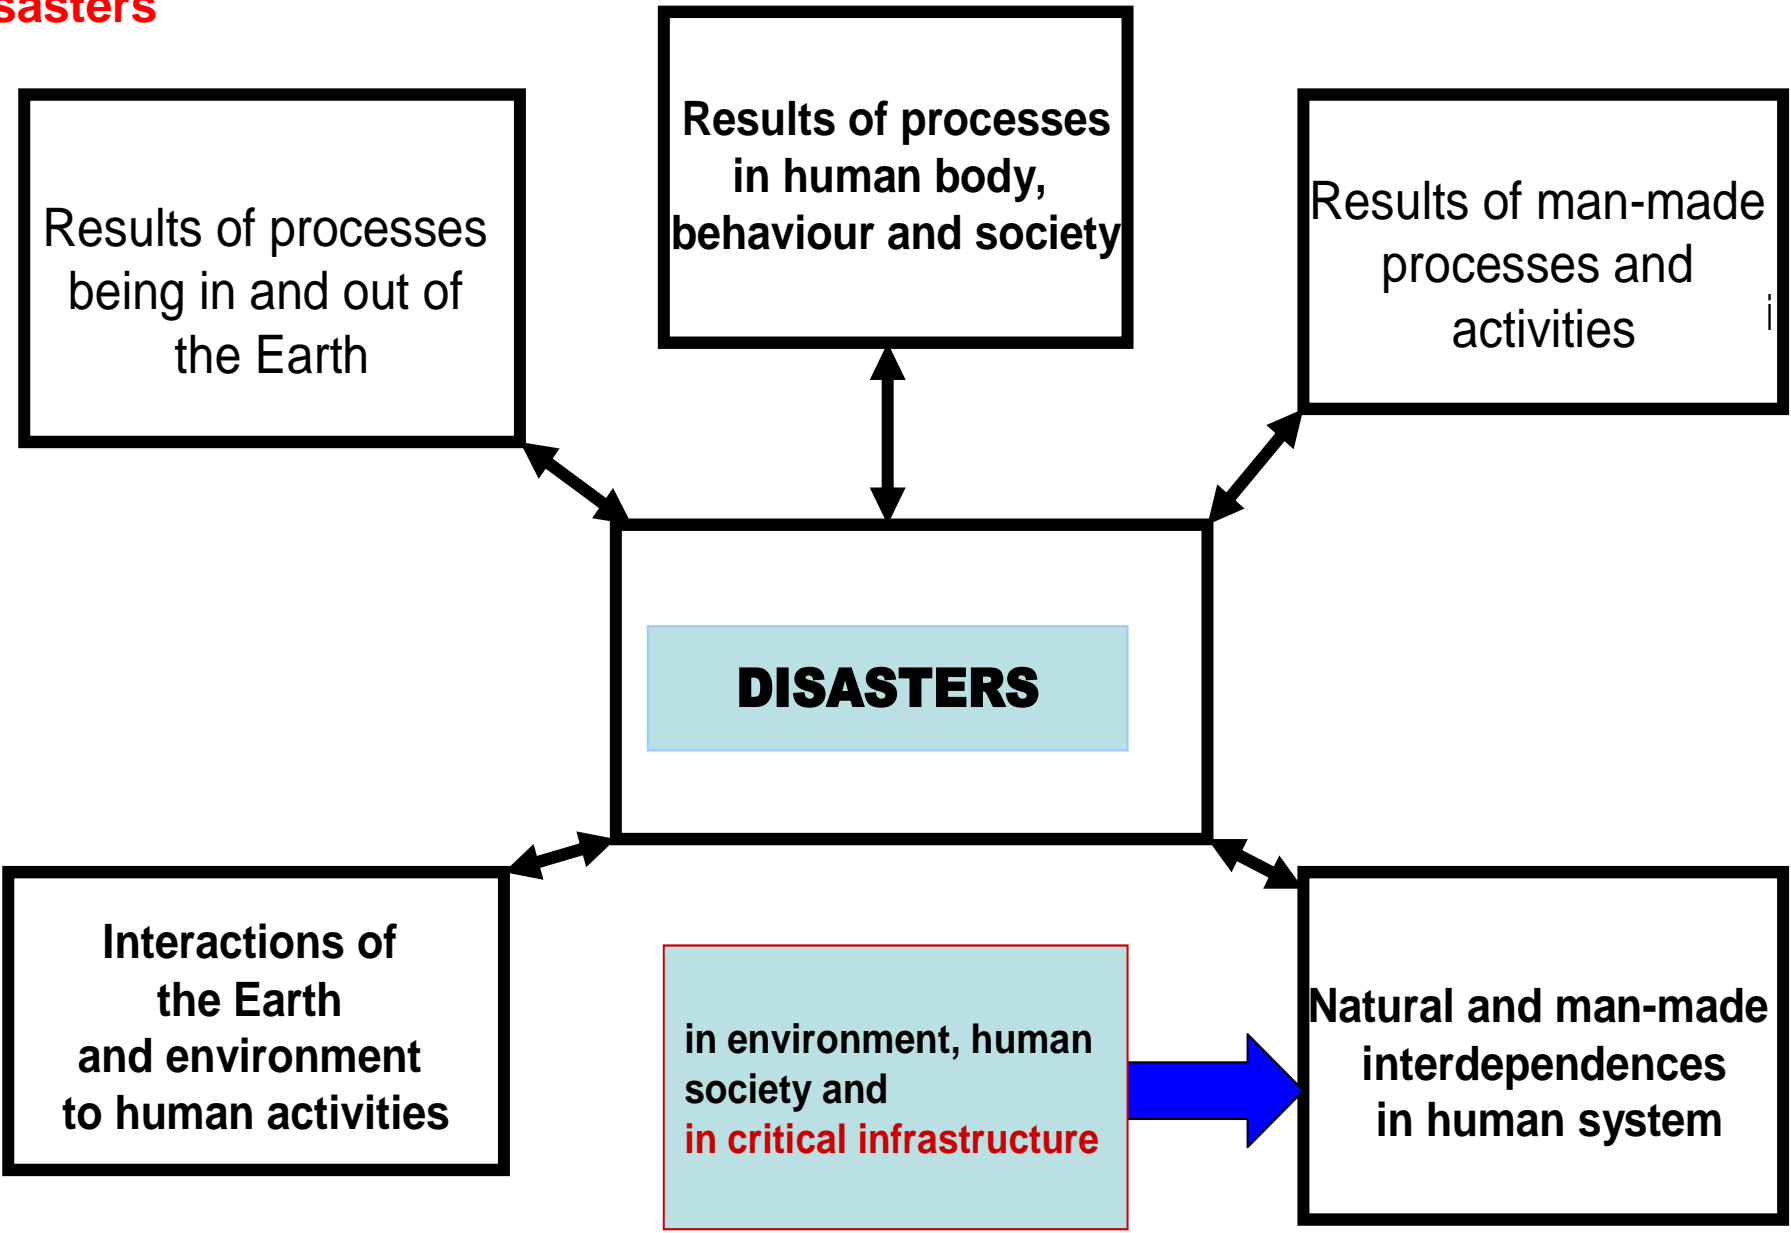 sasters
Results of processes
in human body,
behaviour and society
Results of processes
being in and out of
the Earth
Results of man-made
processes and
activities
i
DISASTERS
Interactions of
the Earth
and environment
to human activities
in environment, human
society and
in critical infrastructure
Natural and man-made
interdependences
in human system